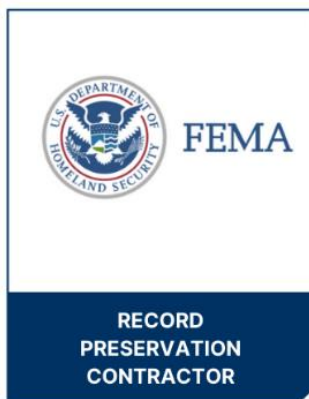 U.S. DEPARTMENT OF
HOMELAND SECURITY
FEMA
RECORD
PRESERVATION
CONTRACTOR